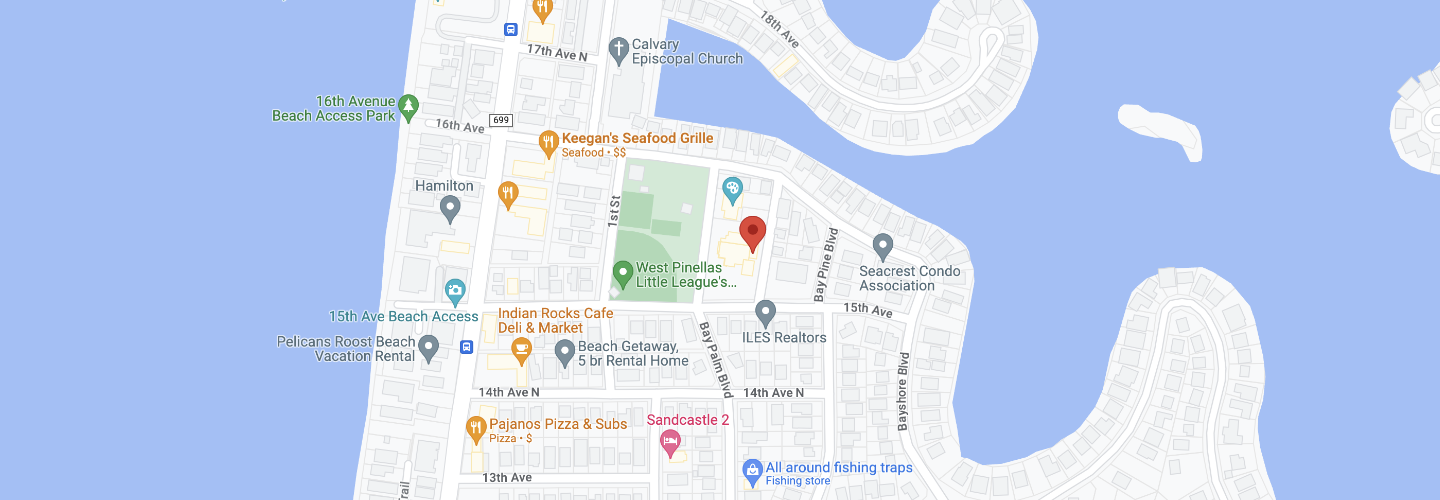 18th Ave
17th Ave N
Calvary
Episcopal Church
16th Avenue
Beach Access Park
699
16th Ave
Keegan's Seafood Grille
Seafood • $$
Hamilton
1st St
Bay Pine Blvd
West Pinellas
Little League's...
Seacrest Condo
Association
15th Ave Beach Access
Indian Rocks Cafe
Deli & Market
15th Ave
Pelicans Roost Beach
Vacation Rental
Beach Getaway,
5 br Rental Home
Bay Palm Blvd
ILES Realtors
Bayshore Blvd
14th Ave N
14th Ave N
Pajanos Pizza & Subs
Pizza • $
Sandcastle 2
13th Ave
All around fishing traps
Fishing store
rail